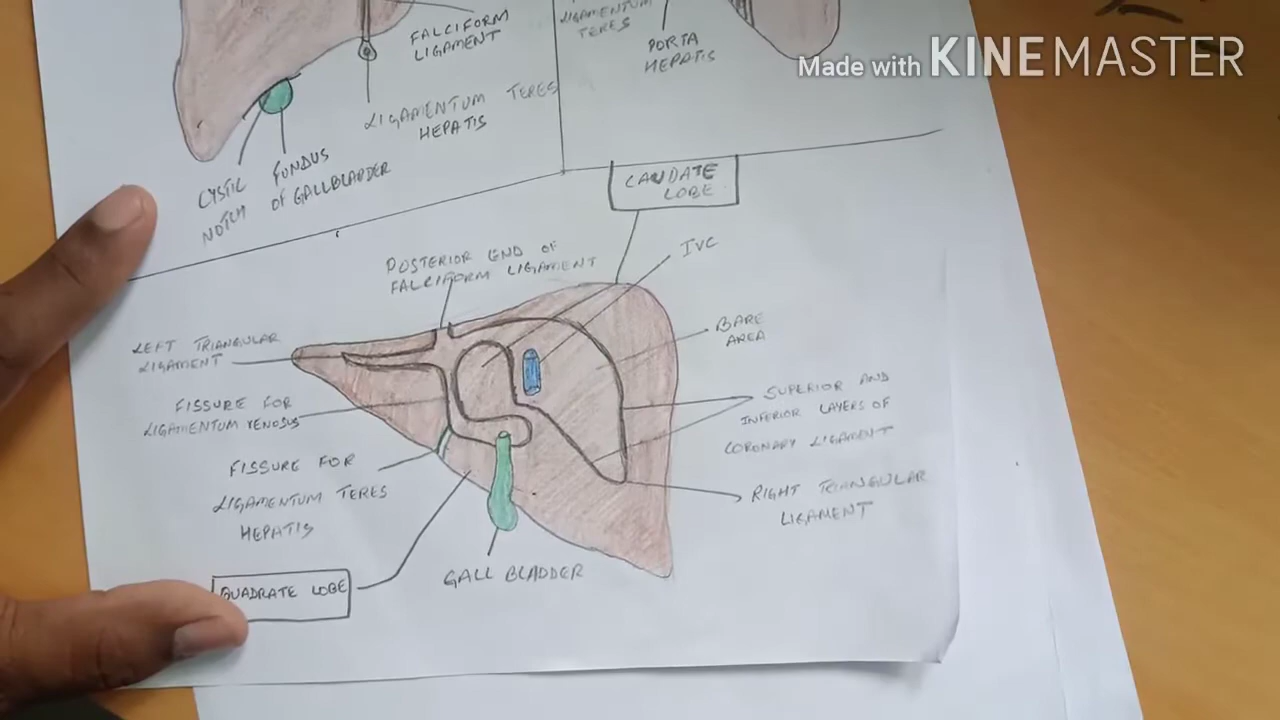 FALCIFORM
LIGAMENT
LIGAMENTUM TERES
HEPATIS
CYSTIC
NOTCH
FUNDUS
OF GALLBLADDER
LIGAMENTUM
TERES
PORTA
HEPATIS
Made with KINEMASTER
CAUDATE
LOBE
POSTERIOR END OF
FALCIFORM LIGAMENT
IVC
LEFT TRIANGULAR
LIGAMENT
BARE
AREA
FISSURE FOR
LIGAMENTUM VENOSUS
SUPERIOR AND
INFERIOR LAYERS OF
CORONARY LIGAMENT
FISSURE FOR
LIGAMENTUM TERES
HEPATIS
RIGHT TRIANGULAR
LIGAMENT
QUADRATE LOBE
GALL BLADDER